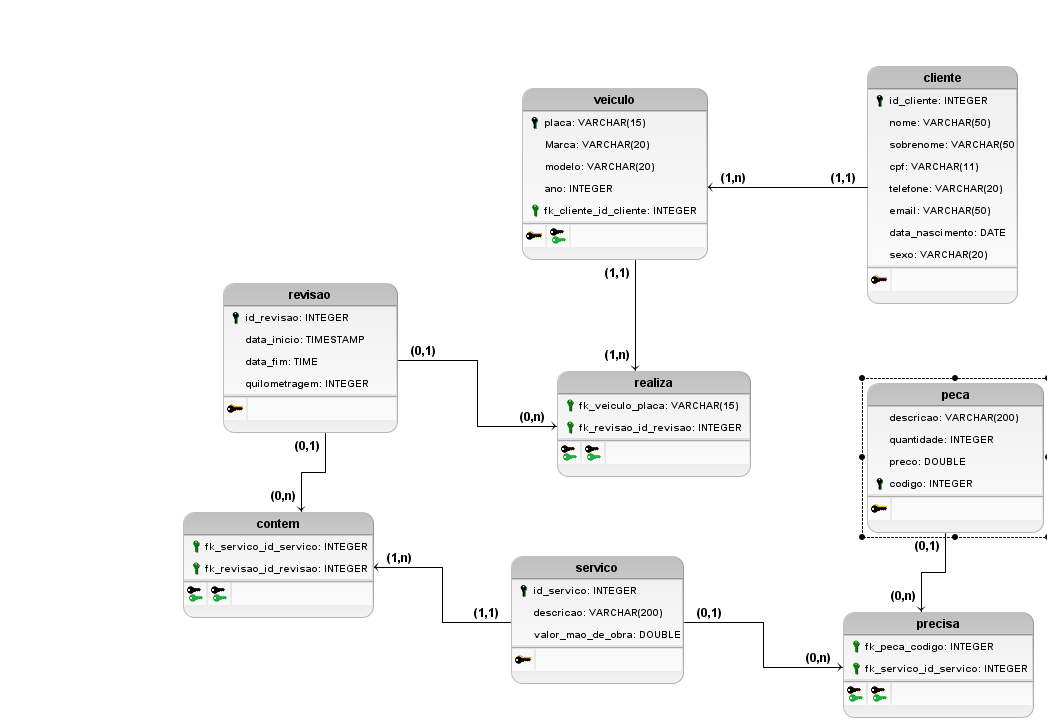 cliente
id_cliente: INTEGER
nome: VARCHAR(50)
sobrenome: VARCHAR(50
cpf: VARCHAR(11)
telefone: VARCHAR(20)
email: VARCHAR(50)
data_nascimento: DATE
sexo: VARCHAR(20)
veiculo
placa: VARCHAR(15)
Marca: VARCHAR(20)
modelo: VARCHAR(20)
ano: INTEGER
fk_cliente_id_cliente: INTEGER
(1,n)
(1,1)
(1,1)
(1,n)
revisao
id_revisao: INTEGER
data_inicio: TIMESTAMP
data_fim: TIME
quilometragem: INTEGER
(0,1)
(0,n)
realiza
fk_veiculo_placa: VARCHAR(15)
fk_revisao_id_revisao: INTEGER
peca
descricao: VARCHAR(200)
quantidade: INTEGER
preco: DOUBLE
codigo: INTEGER
(0,1)
(0,n)
contem
fk_servico_id_servico: INTEGER
fk_revisao_id_revisao: INTEGER
(1,n)
(1,1)
servico
id_servico: INTEGER
descricao: VARCHAR(200)
valor_mao_de_obra: DOUBLE
(0,1)
(0,n)
(0,1)
(0,n)
precisa
fk_peca_codigo: INTEGER
fk_servico_id_servico: INTEGER